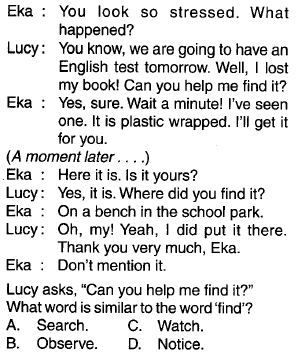 Eka : You look so stressed. What
happened?
Lucy: You know, we are going to have an
English test tomorrow. Well, I lost
my book! Can you help me find it?
Eka : Yes, sure. Wait a minute! I've seen
one. It is plastic wrapped. I'll get it
for you.
(A moment later . . . .)
Eka : Here it is. Is it yours?
Lucy: Yes, it is. Where did you find it?
Eka : On a bench in the school park.
Lucy: Oh, my! Yeah, I did put it there.
Thank you very much, Eka.
Eka : Don't mention it.
Lucy asks, "Can you help me find it?"
What word is similar to the word 'find'?
A. Search. C. Watch.
B. Observe. D. Notice.